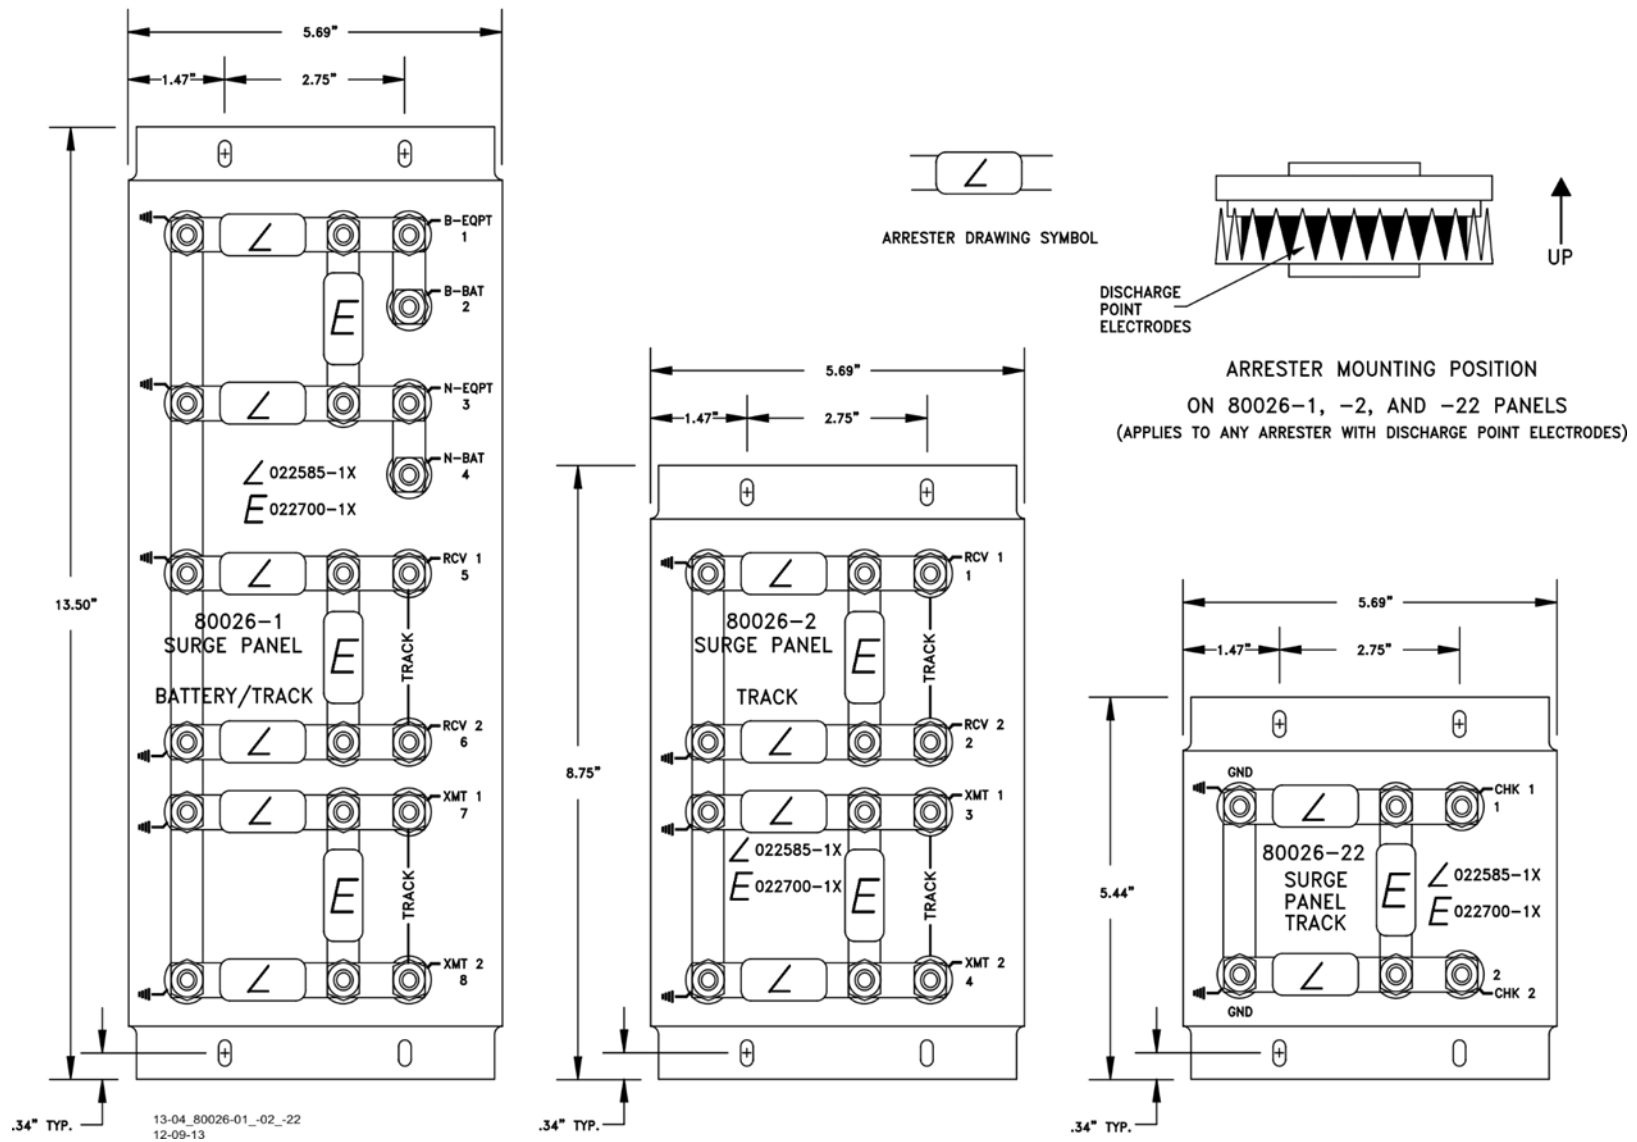 5.69"
1.47"
2.75"
13.50"
B-EQPT
1
B-BAT
2
N-EQPT
3
N-BAT
4
∠ 022585-1X
E 022700-1X
RCV 1
5
80026-1
SURGE PANEL
BATTERY/TRACK
TRACK
RCV 2
6
XMT 1
7
TRACK
XMT 2
8
∠
∠
∠
∠
∠
∠
E
E
E
.34" TYP.
13-04_80026-01_-02_-22
12-09-13
∠
ARRESTER DRAWING SYMBOL
UP
DISCHARGE
POINT
ELECTRODES
ARRESTER MOUNTING POSITION
ON 80026-1, -2, AND -22 PANELS
(APPLIES TO ANY ARRESTER WITH DISCHARGE POINT ELECTRODES)
5.69"
1.47"
2.75"
8.75"
RCV 1
1
80026-2
SURGE PANEL
TRACK
TRACK
RCV 2
2
XMT 1
3
∠ 022585-1X
E 022700-1X
TRACK
XMT 2
4
∠
∠
∠
∠
E
E
.34" TYP.
5.69"
1.47"
2.75"
5.44"
GND
CHK 1
1
80026-22
SURGE
PANEL
TRACK
∠ 022585-1X
E 022700-1X
2
CHK 2
GND
∠
∠
E
.34" TYP.